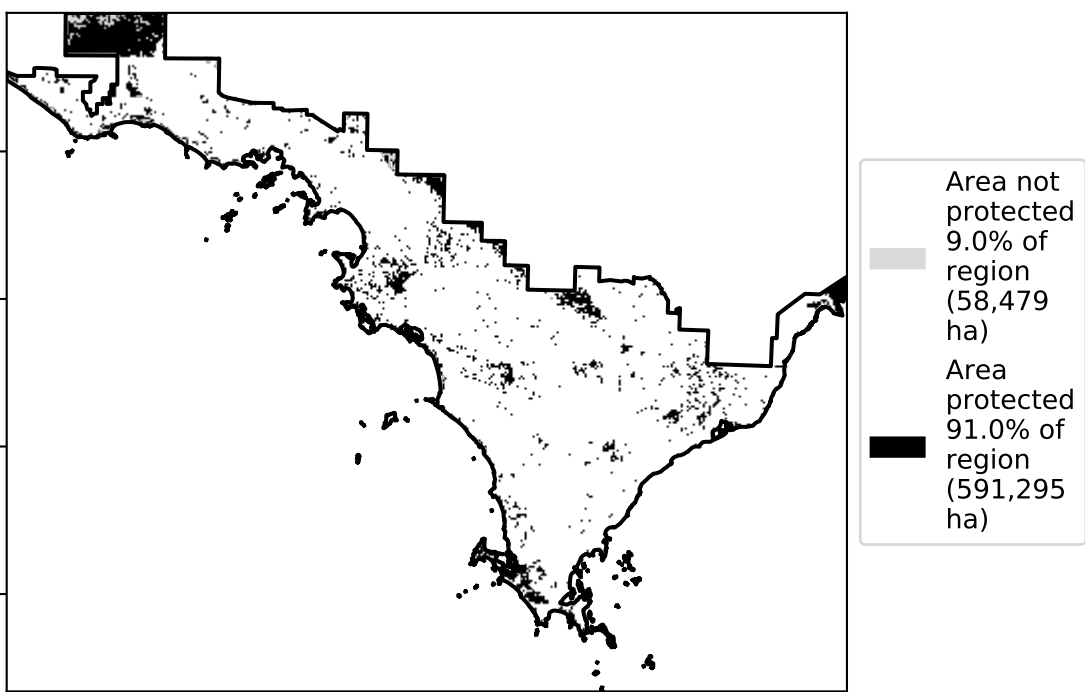 Area not
protected
9.0% of
region
(58,479
ha)
Area
protected
91.0% of
region
(591,295
ha)